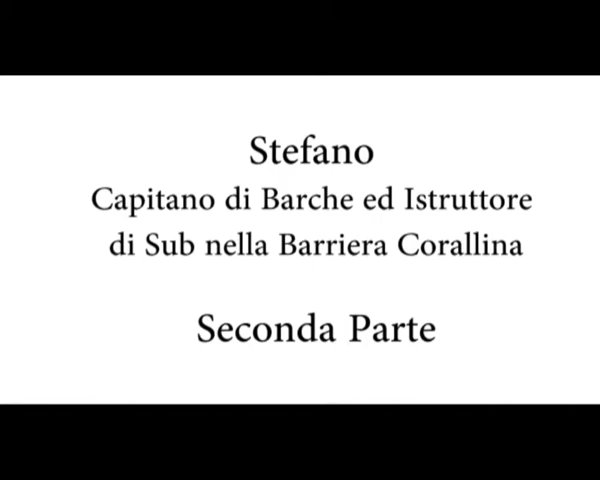 Stefano
Capitano di Barche ed Istruttore
di Sub nella Barriera Corallina
Seconda Parte